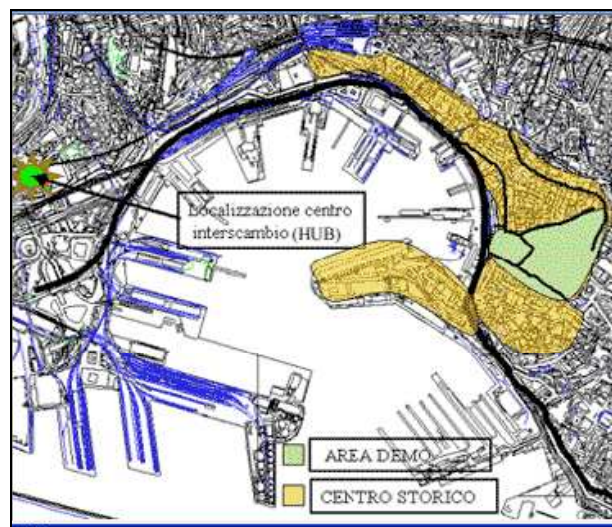 Localizzazione centro
interscambio (HUB)
AREA DEMO
CENTRO STORICO